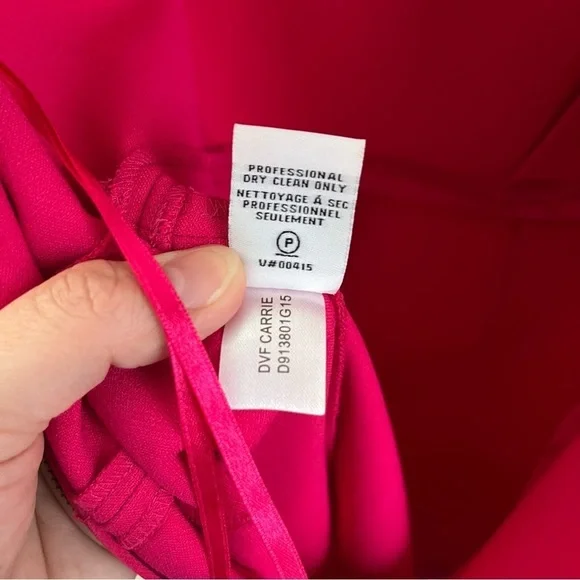 PROFESSIONAL
DRY CLEAN ONLY
NETTOYAGE À SEC
PROFESSIONNEL
SEULEMENT
P
V#00415
DVF CARRIE
D913801G15